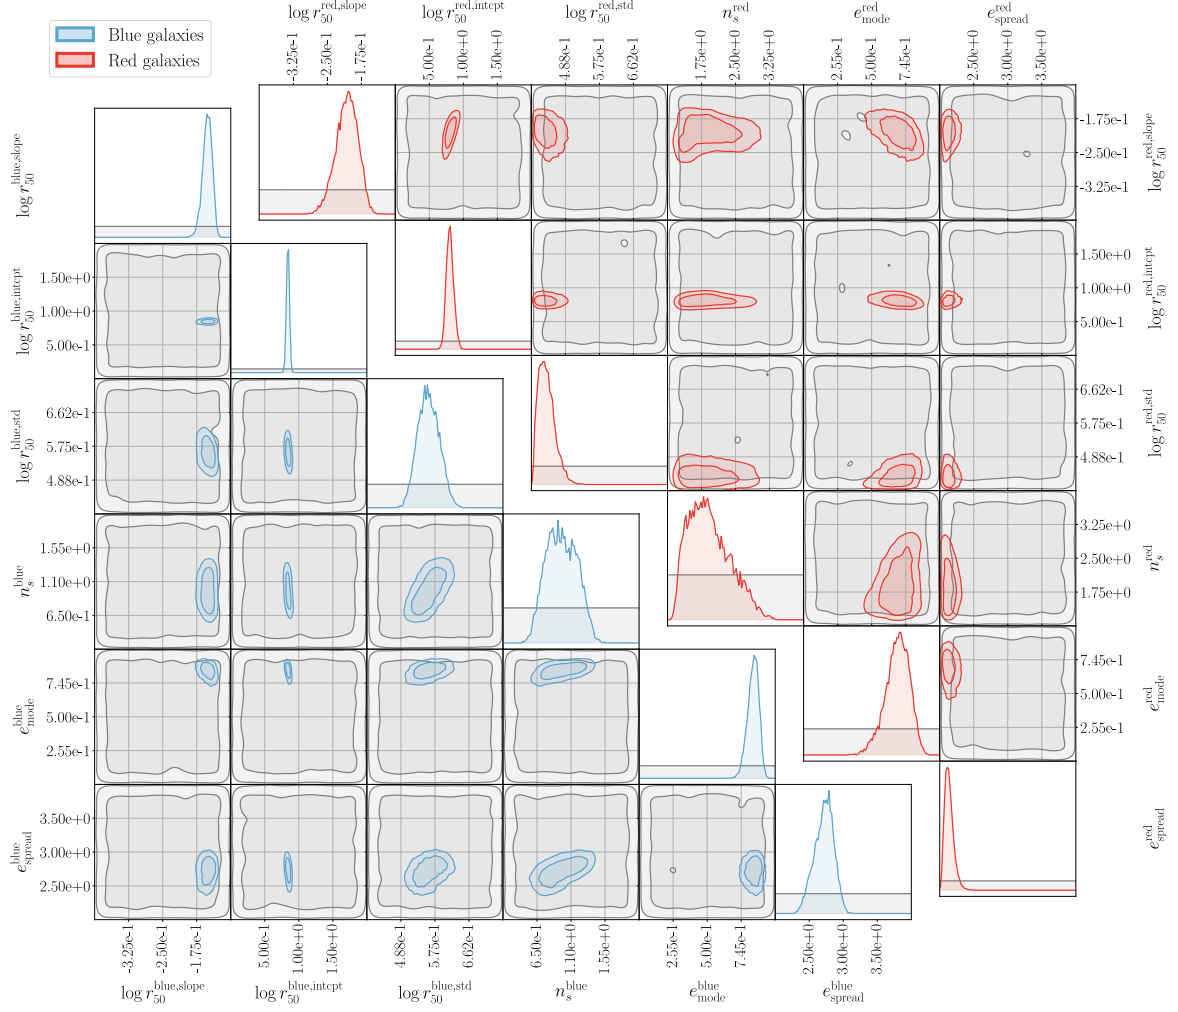 Blue galaxies
Red galaxies
log r_50^red,slope log r_50^red,intcpt log r_50^red,std n_s^red e_mode^red e_spread^red
-3.25e-1 -2.50e-1 -1.75e-1 5.00e-1 1.00e+0 1.50e+0 4.88e-1 5.75e-1 6.62e-1 1.75e+0 2.50e+0 3.25e+0 2.55e-1 5.00e-1 7.45e-1 2.50e+0 3.00e+0 3.50e+0
log r_50^blue,slope
-1.75e-1
-2.50e-1
-3.25e-1
log r_50^red,slope
log r_50^blue,intcpt
1.50e+0
1.00e+0
5.00e-1
1.50e+0
1.00e+0
5.00e-1
log r_50^red,intcpt
log r_50^blue,std
6.62e-1
5.75e-1
4.88e-1
6.62e-1
5.75e-1
4.88e-1
log r_50^red,std
n_s^blue
1.55e+0
1.10e+0
6.50e-1
3.25e+0
2.50e+0
1.75e+0
n_s^red
e_mode^blue
7.45e-1
5.00e-1
2.55e-1
7.45e-1
5.00e-1
2.55e-1
e_mode^red
e_spread^blue
3.50e+0
3.00e+0
2.50e+0
e_spread^red
-3.25e-1 -2.50e-1 -1.75e-1 5.00e-1 1.00e+0 1.50e+0 4.88e-1 5.75e-1 6.62e-1 6.50e-1 1.10e+0 1.55e+0 2.55e-1 5.00e-1 7.45e-1 2.50e+0 3.00e+0 3.50e+0
log r_50^blue,slope log r_50^blue,intcpt log r_50^blue,std n_s^blue e_mode^blue e_spread^blue